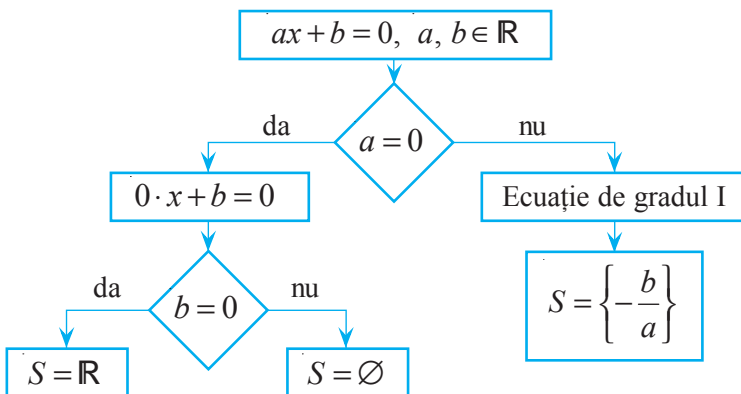 ax + b = 0, a, b ∈ ℝ
da
a = 0
nu
0 · x + b = 0
Ecuație de gradul I
da
b = 0
nu
S = {−b/a}
S = ℝ
S = ∅